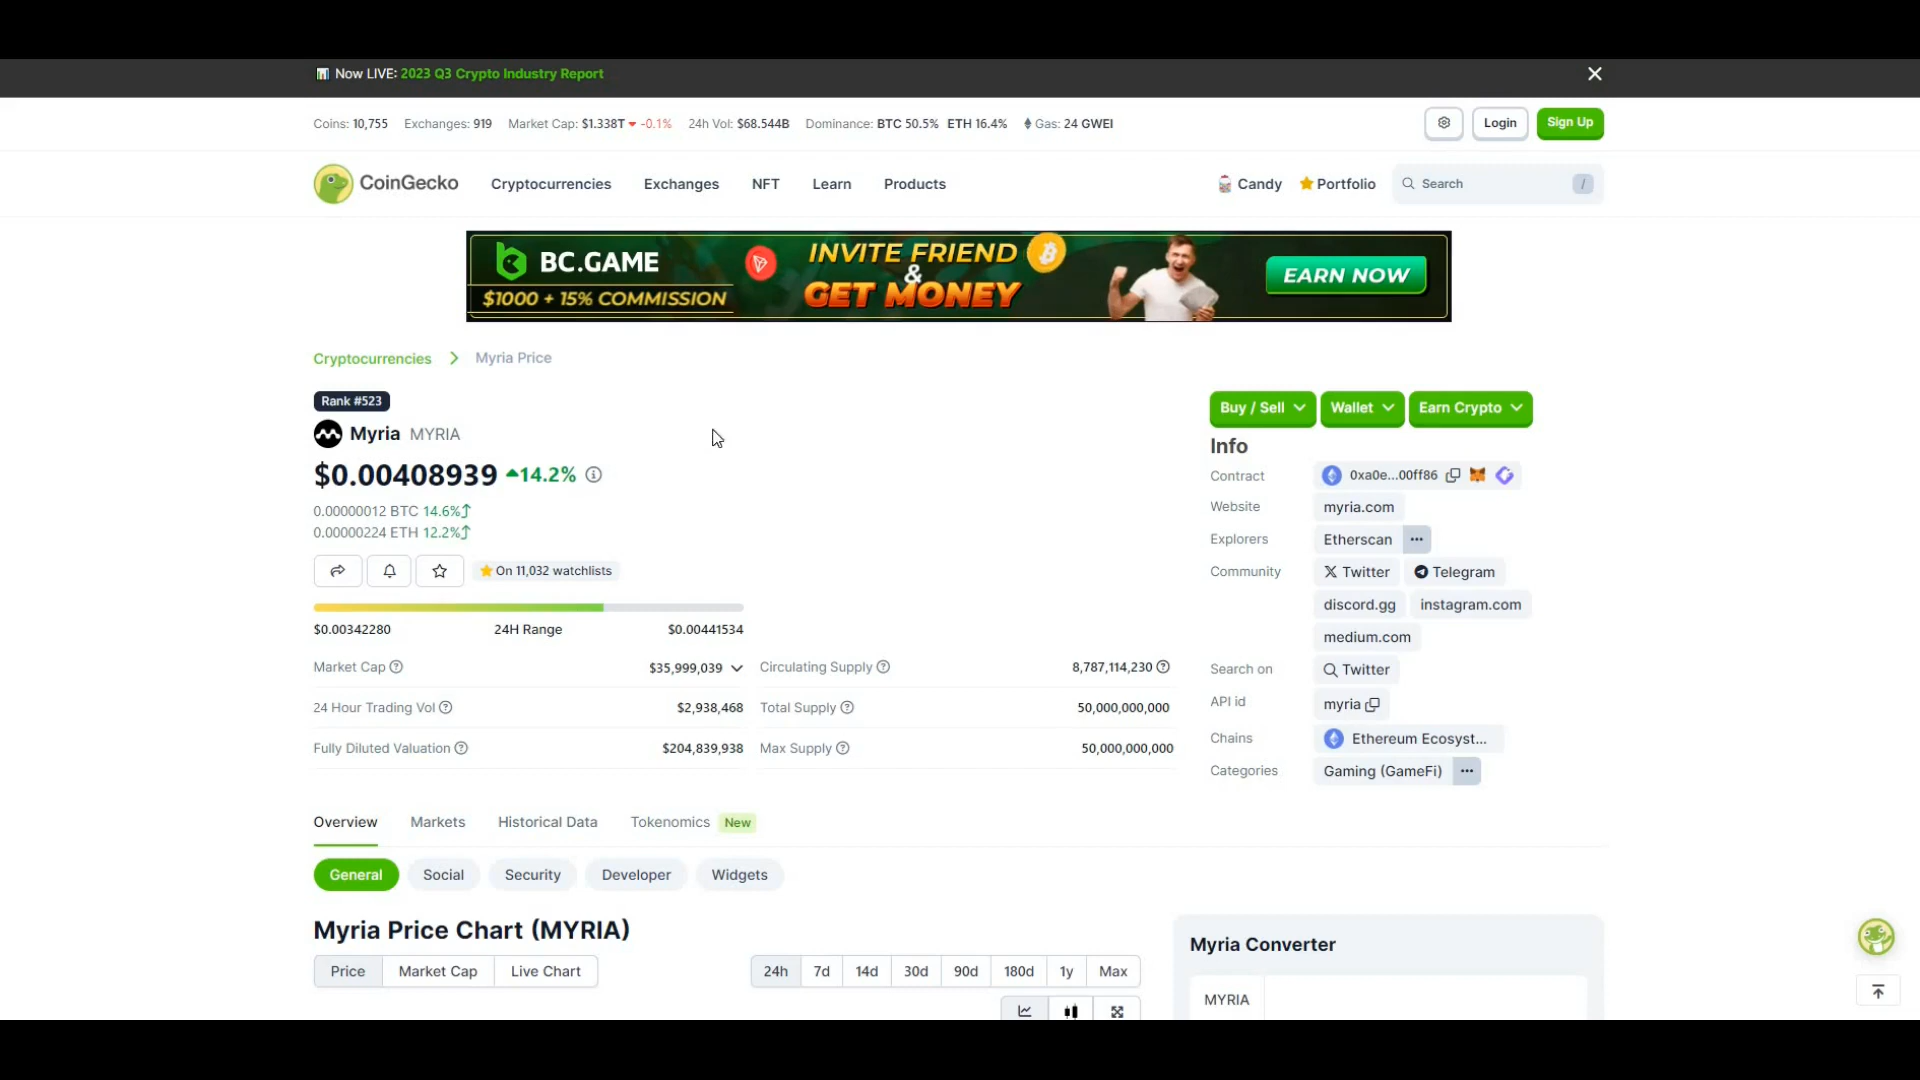 Now LIVE: 2023 Q3 Crypto Industry Report
Coins: 10,755 Exchanges: 919 Market Cap: $1.338T -0.1% 24h Vol: $68.544B Dominance: BTC 50.5% ETH 16.4% Gas: 24 GWEI
Login
Sign Up
CoinGecko
Cryptocurrencies Exchanges NFT Learn Products
Candy Portfolio Search /
BC.GAME
$1000 + 15% COMMISSION
INVITE FRIEND
&
GET MONEY
EARN NOW
Cryptocurrencies Myria Price
Rank #523
Myria MYRIA
$0.00408939 14.2%
0.00000012 BTC 14.6%
0.00000224 ETH 12.2%
On 11,032 watchlists
$0.00342280 24H Range $0.00441534
Market Cap $35,999,039
24 Hour Trading Vol $2,938,468
Fully Diluted Valuation $204,839,938
Circulating Supply 8,787,114,230
Total Supply 50,000,000,000
Max Supply 50,000,000,000
Buy / Sell Wallet Earn Crypto
Info
Contract 0xa0e...00ff86
Website myria.com
Explorers Etherscan ...
Community Twitter Telegram
discord.gg instagram.com
medium.com
Search on Twitter
API id myria
Chains Ethereum Ecosyst...
Categories Gaming (GameFi) ...
Overview Markets Historical Data Tokenomics New
General Social Security Developer Widgets
Myria Price Chart (MYRIA)
Price Market Cap Live Chart
24h 7d 14d 30d 90d 180d 1y Max
Myria Converter
MYRIA